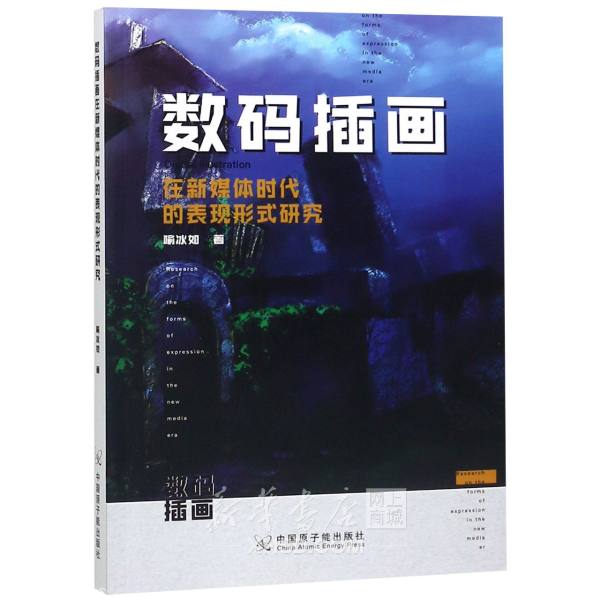 on the forms
of
expression
in the
new
media
era
数码插画
在新媒体时代
的表现形式研究
喻冰如 著
Research
on
the
forms
of
expression
in
the
new
media
era
数码
插画
新华书店
网上
商城
中国原子能出版社
China Atomic Energy Press
Research
on the
forms
of
expression
in the
new
media
er
数码插画在新媒体时代的表现形式研究
喻冰如 著
中国原子能出版社